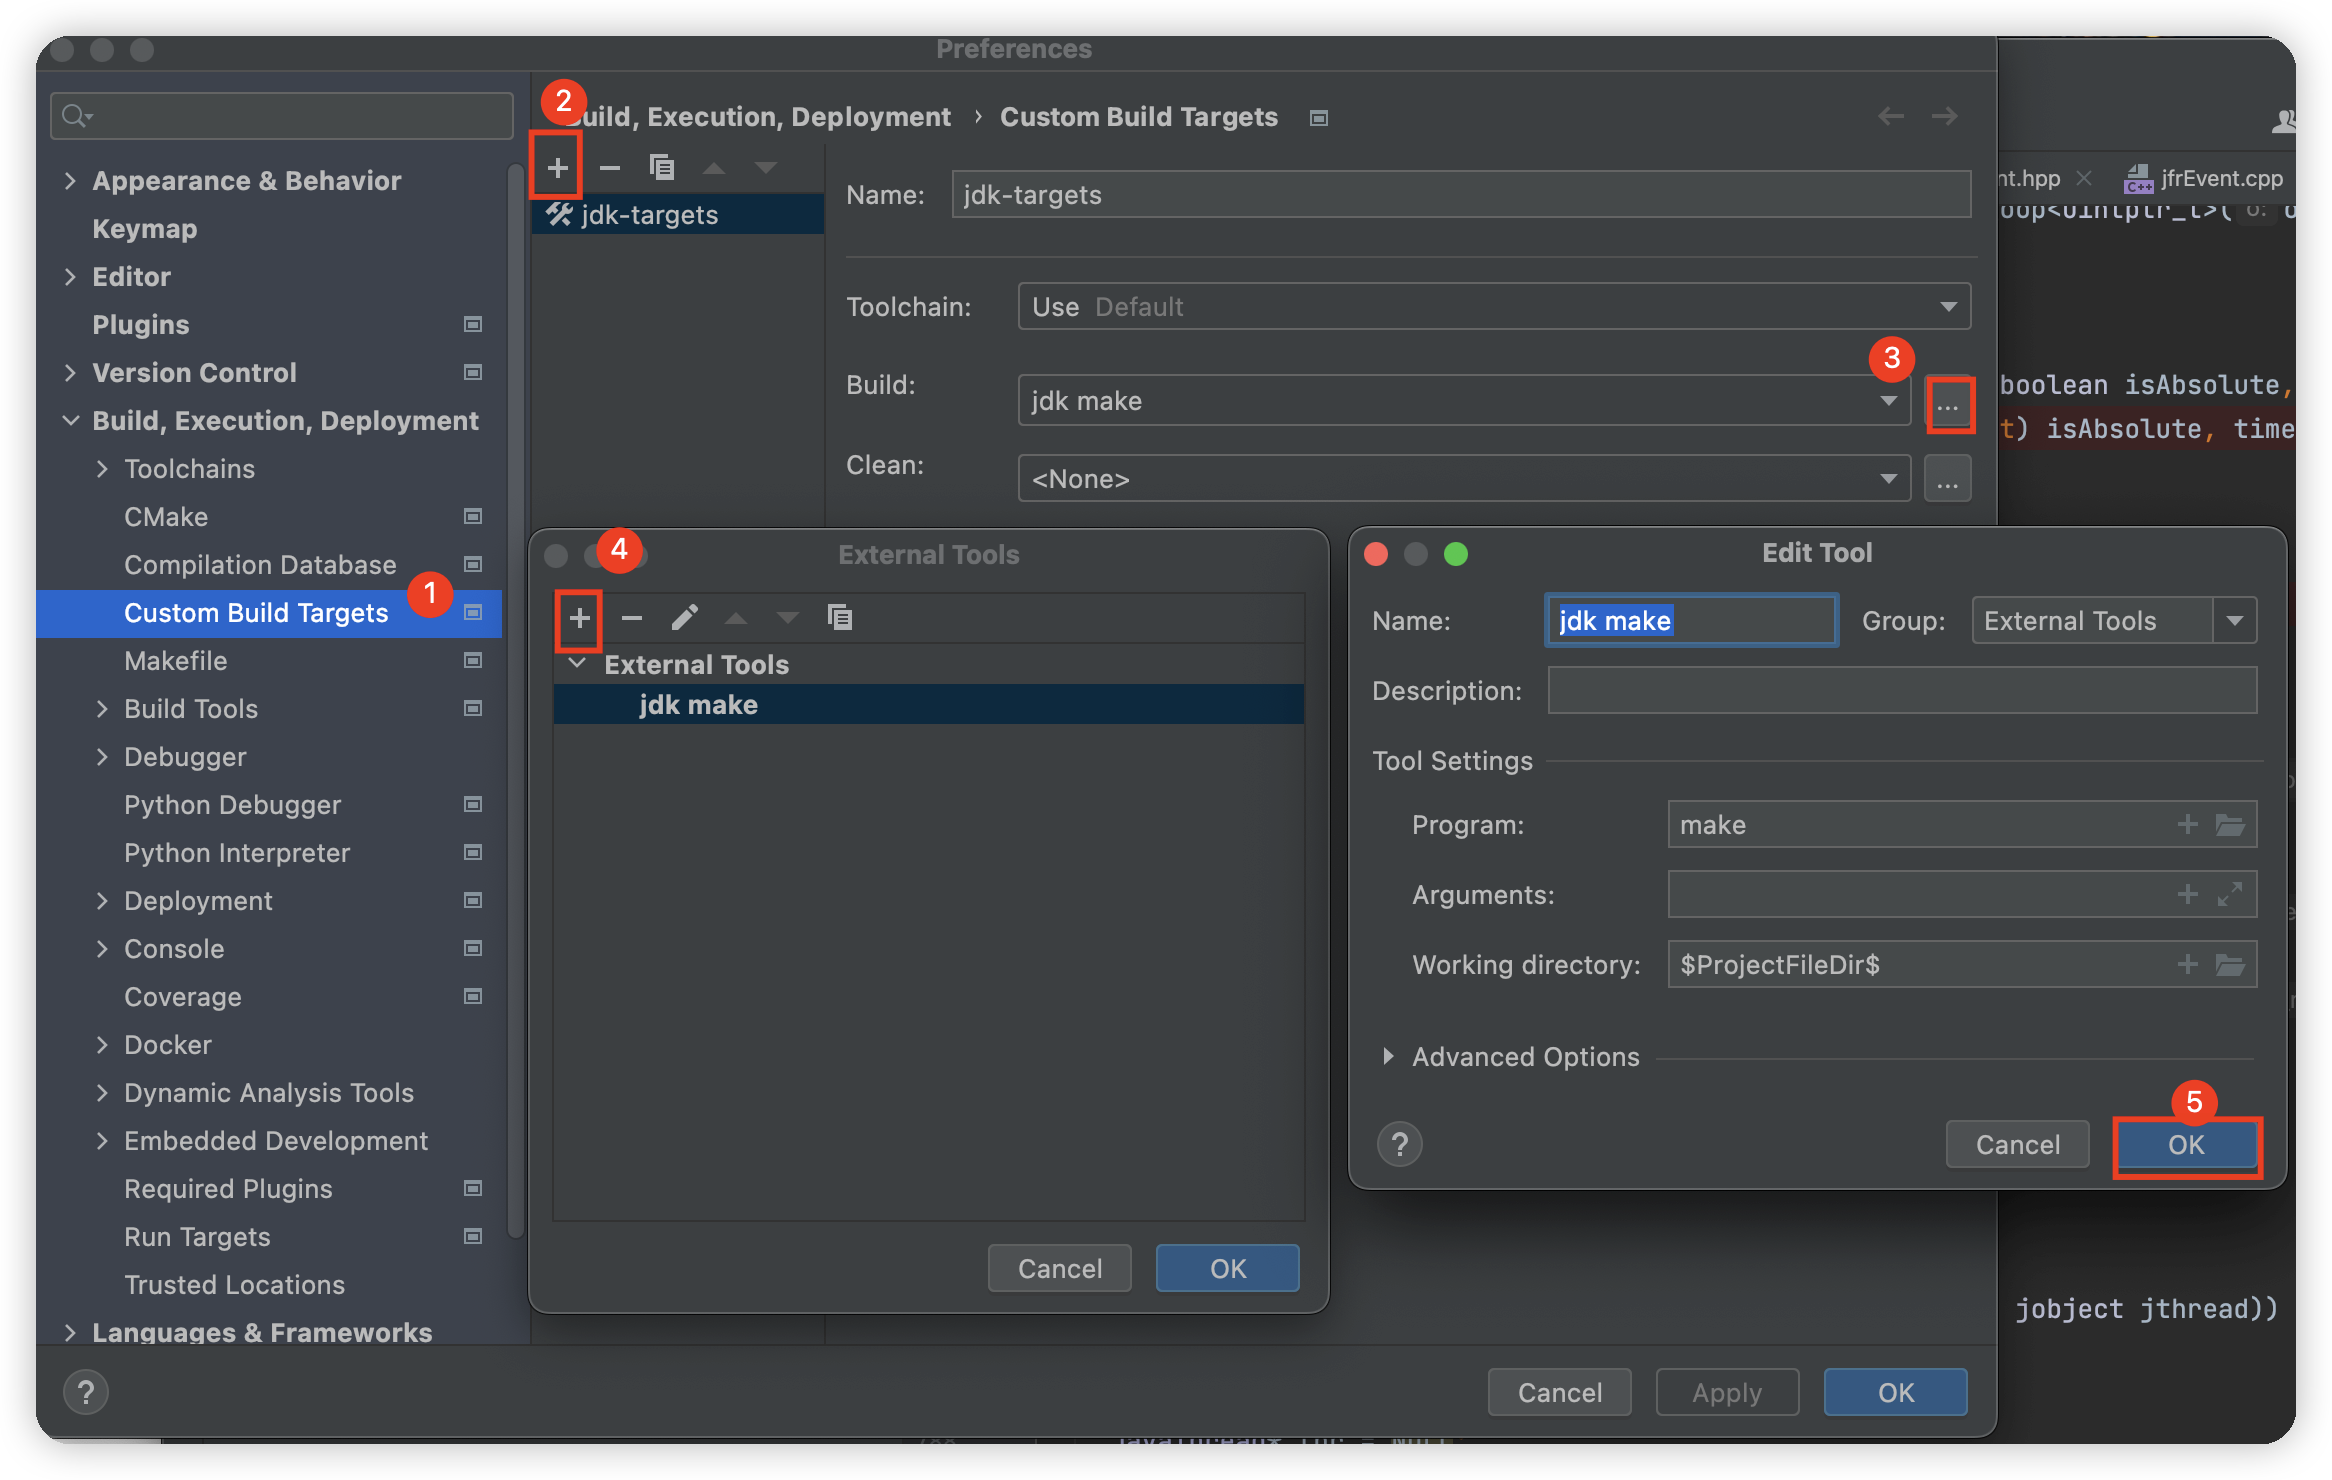 Preferences
2
Build, Execution, Deployment › Custom Build Targets
Appearance & Behavior
Keymap
Editor
Plugins
Version Control
Build, Execution, Deployment
Toolchains
CMake
Compilation Database
Custom Build Targets
1
Makefile
Build Tools
Debugger
Python Debugger
Python Interpreter
Deployment
Console
Coverage
Docker
Dynamic Analysis Tools
Embedded Development
Required Plugins
Run Targets
Trusted Locations
Languages & Frameworks
jdk-targets
Name: jdk-targets
Toolchain: Use Default
3
Build: jdk make ...
Clean: <None> ...
4
External Tools
External Tools
jdk make
Cancel OK
Edit Tool
Name: jdk make Group: External Tools
Description:
Tool Settings
Program: make
Arguments:
Working directory: $ProjectFileDir$
Advanced Options
5
? Cancel OK
? Cancel Apply OK
nt.hpp
C++ jfrEvent.cpp
oop<uintptr_t>( o:
boolean isAbsolute,
t) isAbsolute, time
jobject jthread))